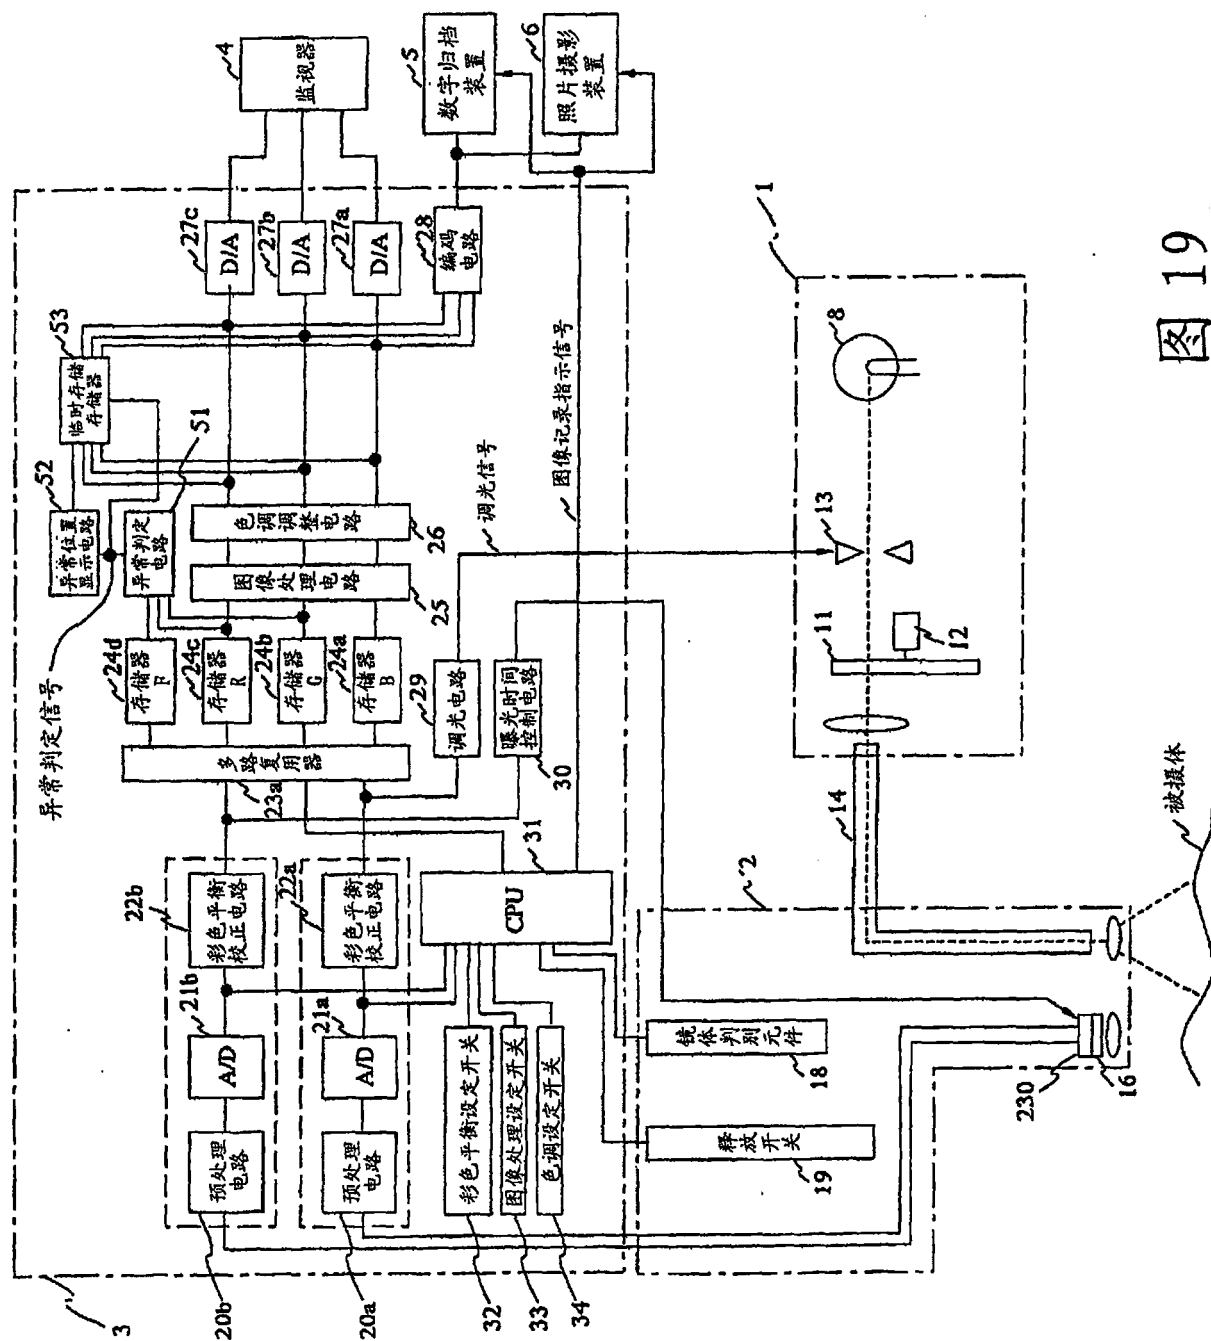 3
20b
预处理
电路
21b
A/D
22b
彩色平衡
校正电路
20a
预处理
电路
21a
A/D
22a
彩色平衡
校正电路
32
彩色平衡设定开关
33
图像处理设定开关
34
色调设定开关
CPU
31
异常判定信号
23a
多路复用器
24d
存储器
F
24c
存储器
R
24b
存储器
G
24a
存储器
B
29
调光电路
30
曝光时间
控制电路
52
异常位置
显示电路
异常判定
电路
51
图像处理电路
25
色调调整电路
26
53
临时存储
存储器
27c
D/A
27b
D/A
27a
D/A
28
编码
电路
4
监视器
5
数字归档
装置
6
照片摄影
装置
调光信号
图像记录指示信号
19
释放开关
18
镜体判别元件
2
230
16
14
被摄体
1
11
12
13
8
图 19